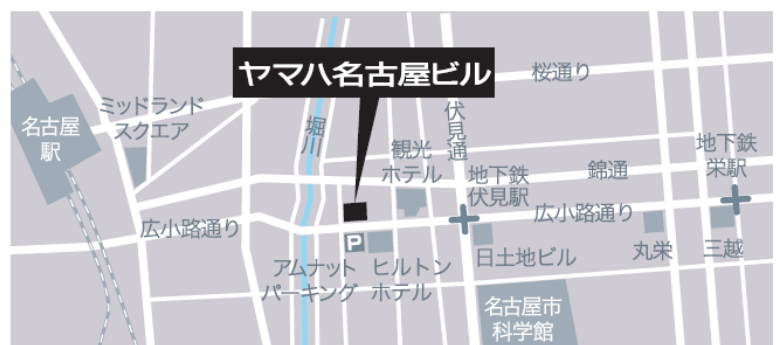 ヤマハ名古屋ビル
桜通り
ミッドランド
スクエア
名古屋
駅
堀川
伏見通
観光
ホテル
地下鉄
伏見駅
錦通
地下鉄
栄駅
広小路通り
広小路通り
P
アムナット
パーキング
ヒルトン
ホテル
日土地ビル
丸栄
三越
名古屋市
科学館